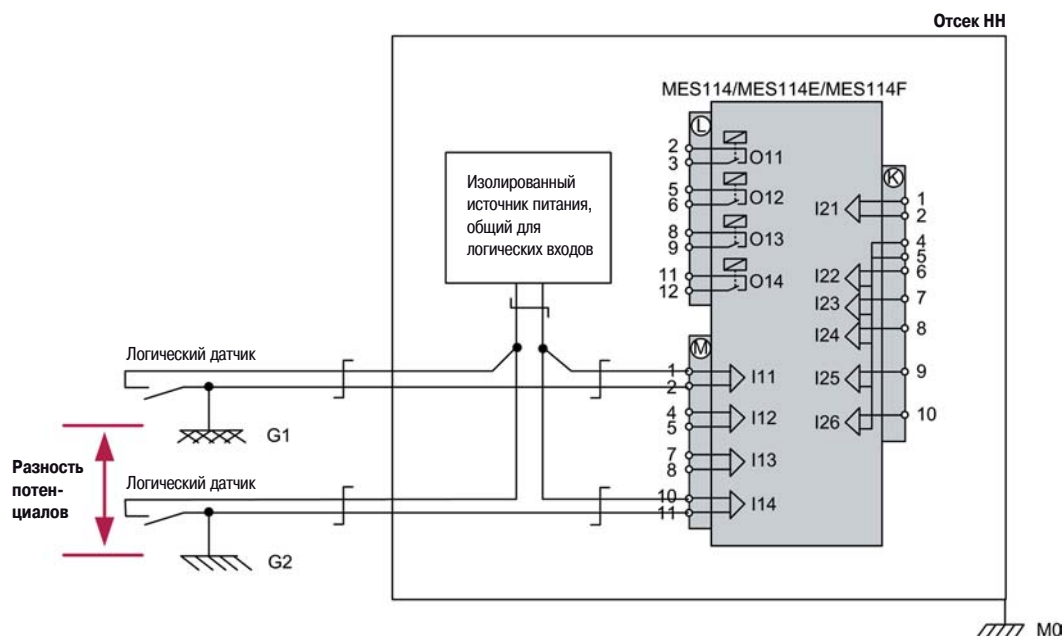 Отсек НН
MES114/MES114E/MES114F
L
2
3
O11
5
6
O12
8
9
O13
11
12
O14
K
I21
1
2
4
5
I22
6
I23
7
I24
8
I25
9
I26
10
Изолированный
источник питания,
общий для
логических входов
M
1
2
I11
4
5
I12
7
8
I13
10
11
I14
Логический датчик
G1
Разность
потен-
циалов
Логический датчик
G2
M0